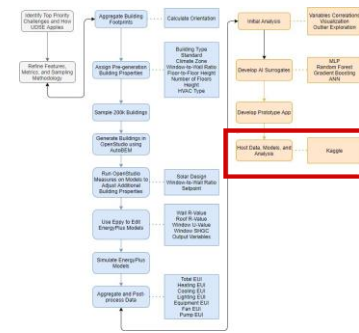 Identify Top Priority
Challenges and How
UDSE Applies
Refine Features,
Metrics, and Sampling
Methodology
Aggregate Building
Footprints
Calculate Orientation
Assign Pre-generation
Building Properties
Building Type
Standard
Climate Zone
Window-to-Wall Ratio
Floor-to-Floor Height
Number of Floors
Height
HVAC Type
Sample 200k Buildings
Generate Buildings in
OpenStudio using
AutoBEM
Run OpenStudio
Measures on Models to
Adjust Additional
Building Properties
Solar Design
Window-to-Wall Ratio
Setpoint
Use Eppy to Edit
EnergyPlus Models
Wall R-Value
Roof R-Value
Window U-Value
Window SHGC
Output Variables
Simulate EnergyPlus
Models
Aggregate and Post-
process Data
Total EUI
Heating EUI
Cooling EUI
Lighting EUI
Equipment EUI
Fan EUI
Pump EUI
Initial Analysis
Variables Correlations
Visualization
Outlier Exploration
Develop AI Surrogates
MLP
Random Forest
Gradient Boosting
ANN
Develop Prototype App
Host Data, Models, and
Analysis
Kaggle